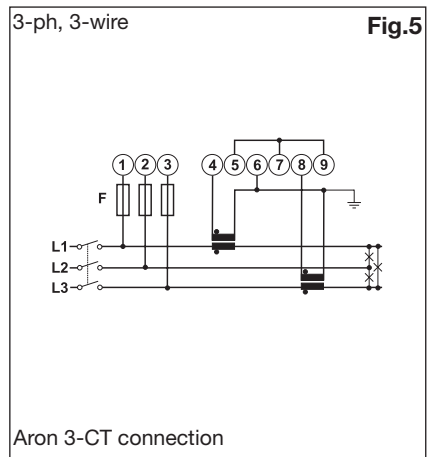 3-ph, 3-wire Fig.5
1 2 3 4 5 6 7 8 9
F
L1
L2
L3
Aron 3-CT connection